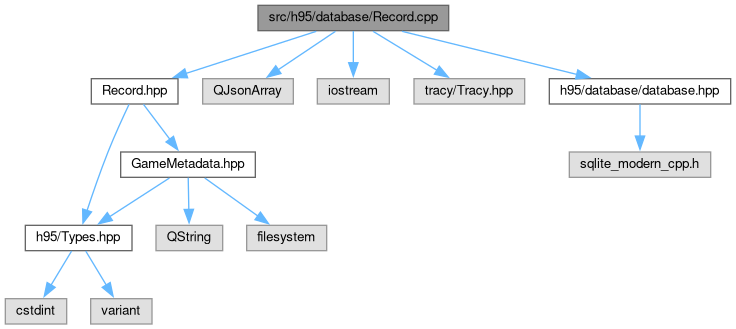 src/h95/database/Record.cpp
Record.hpp
QJsonArray
iostream
tracy/Tracy.hpp
h95/database/database.hpp
GameMetadata.hpp
sqlite_modern_cpp.h
h95/Types.hpp
QString
filesystem
cstdint
variant